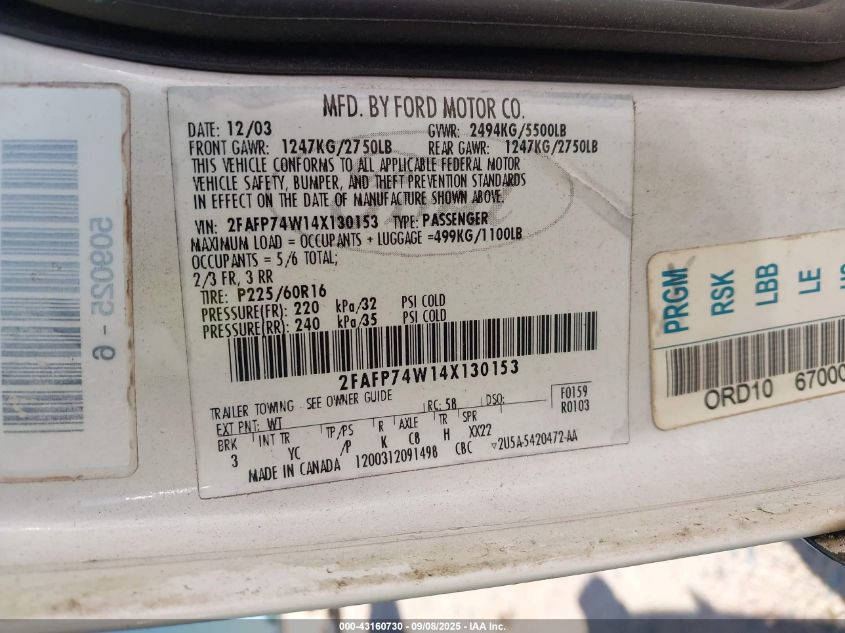 MFD. BY FORD MOTOR CO.
DATE: 12/03 GVWR: 2494KG/5500LB
FRONT GAWR: 1247KG/2750LB REAR GAWR: 1247KG/2750LB
THIS VEHICLE CONFORMS TO ALL APPLICABLE FEDERAL MOTOR
VEHICLE SAFETY, BUMPER, AND THEFT PREVENTION STANDARDS
IN EFFECT ON THE DATE OF MANUFACTURE SHOWN ABOVE.
VIN: 2FAFP74W14X130153 TYPE: PASSENGER
MAXIMUM LOAD = OCCUPANTS + LUGGAGE =499KG/1100LB
OCCUPANTS = 5/6 TOTAL;
2/3 FR, 3 RR
TIRE: P225/60R16
PRESSURE(FR): 220 kPa/32 PSI COLD
PRESSURE(RR): 240 kPa/35 PSI COLD
2FAFP74W14X130153
TRAILER TOWING - SEE OWNER GUIDE
EXT PNT: WT RC: 58 DSO: F0159
R0103
BRK INT TR TP/PS R AXLE TR SPR
3 YC /P K C8 H XX22
MADE IN CANADA 1200312091498 CBC ▽2U5A-5420472-AA
509025 - 6
PRGM
RSK
LBB
LE
ORD10 67000
000-43160730 - 09/08/2025 - IAA Inc.